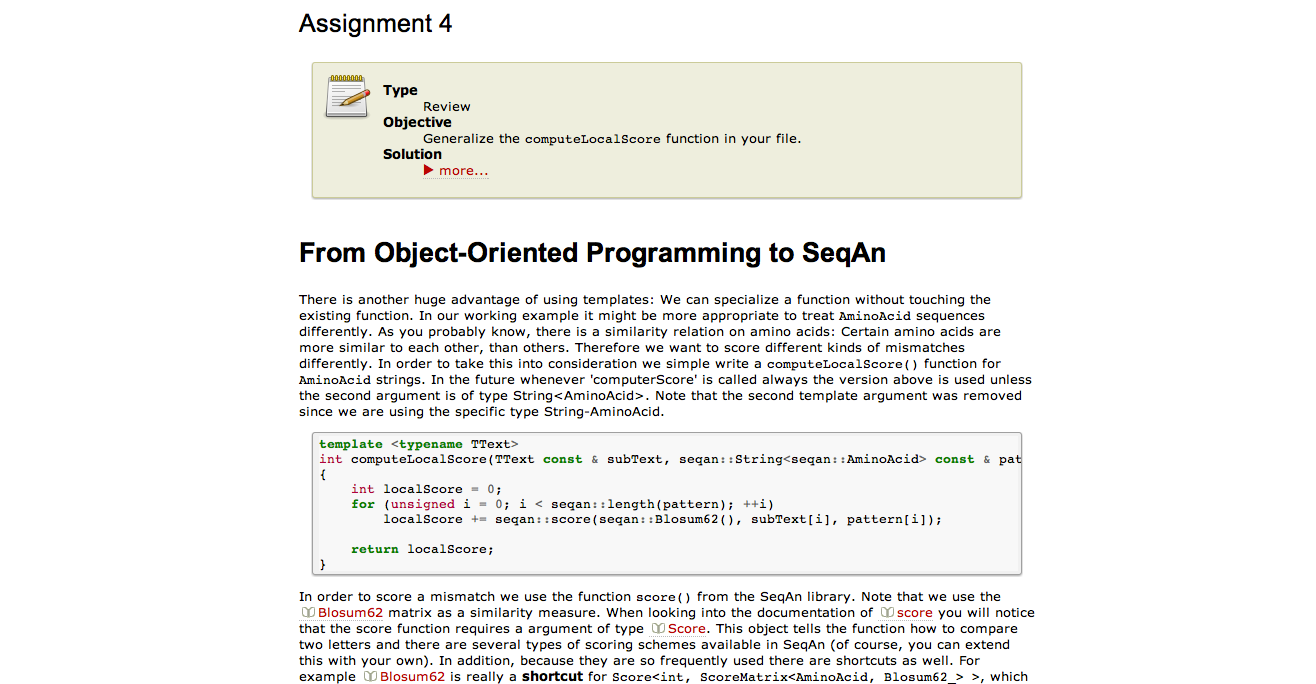 Assignment 4
Type
Review
Objective
Generalize the computeLocalScore function in your file.
Solution
more...
From Object-Oriented Programming to SeqAn
There is another huge advantage of using templates: We can specialize a function without touching the
existing function. In our working example it might be more appropriate to treat AminoAcid sequences
differently. As you probably know, there is a similarity relation on amino acids: Certain amino acids are
more similar to each other, than others. Therefore we want to score different kinds of mismatches
differently. In order to take this into consideration we simple write a computeLocalScore() function for
AminoAcid strings. In the future whenever 'computerScore' is called always the version above is used unless
the second argument is of type String<AminoAcid>. Note that the second template argument was removed
since we are using the specific type String-AminoAcid.
template <typename TText>
int computeLocalScore(TText const & subText, seqan::String<seqan::AminoAcid> const & pat
{
    int localScore = 0;
    for (unsigned i = 0; i < seqan::length(pattern); ++i)
        localScore += seqan::score(seqan::Blosum62(), subText[i], pattern[i]);
    return localScore;
}
In order to score a mismatch we use the function score() from the SeqAn library. Note that we use the
Blosum62 matrix as a similarity measure. When looking into the documentation of score you will notice
that the score function requires a argument of type Score. This object tells the function how to compare
two letters and there are several types of scoring schemes available in SeqAn (of course, you can extend
this with your own). In addition, because they are so frequently used there are shortcuts as well. For
example Blosum62 is really a shortcut for Score<int, ScoreMatrix<AminoAcid, Blosum62_> >, which